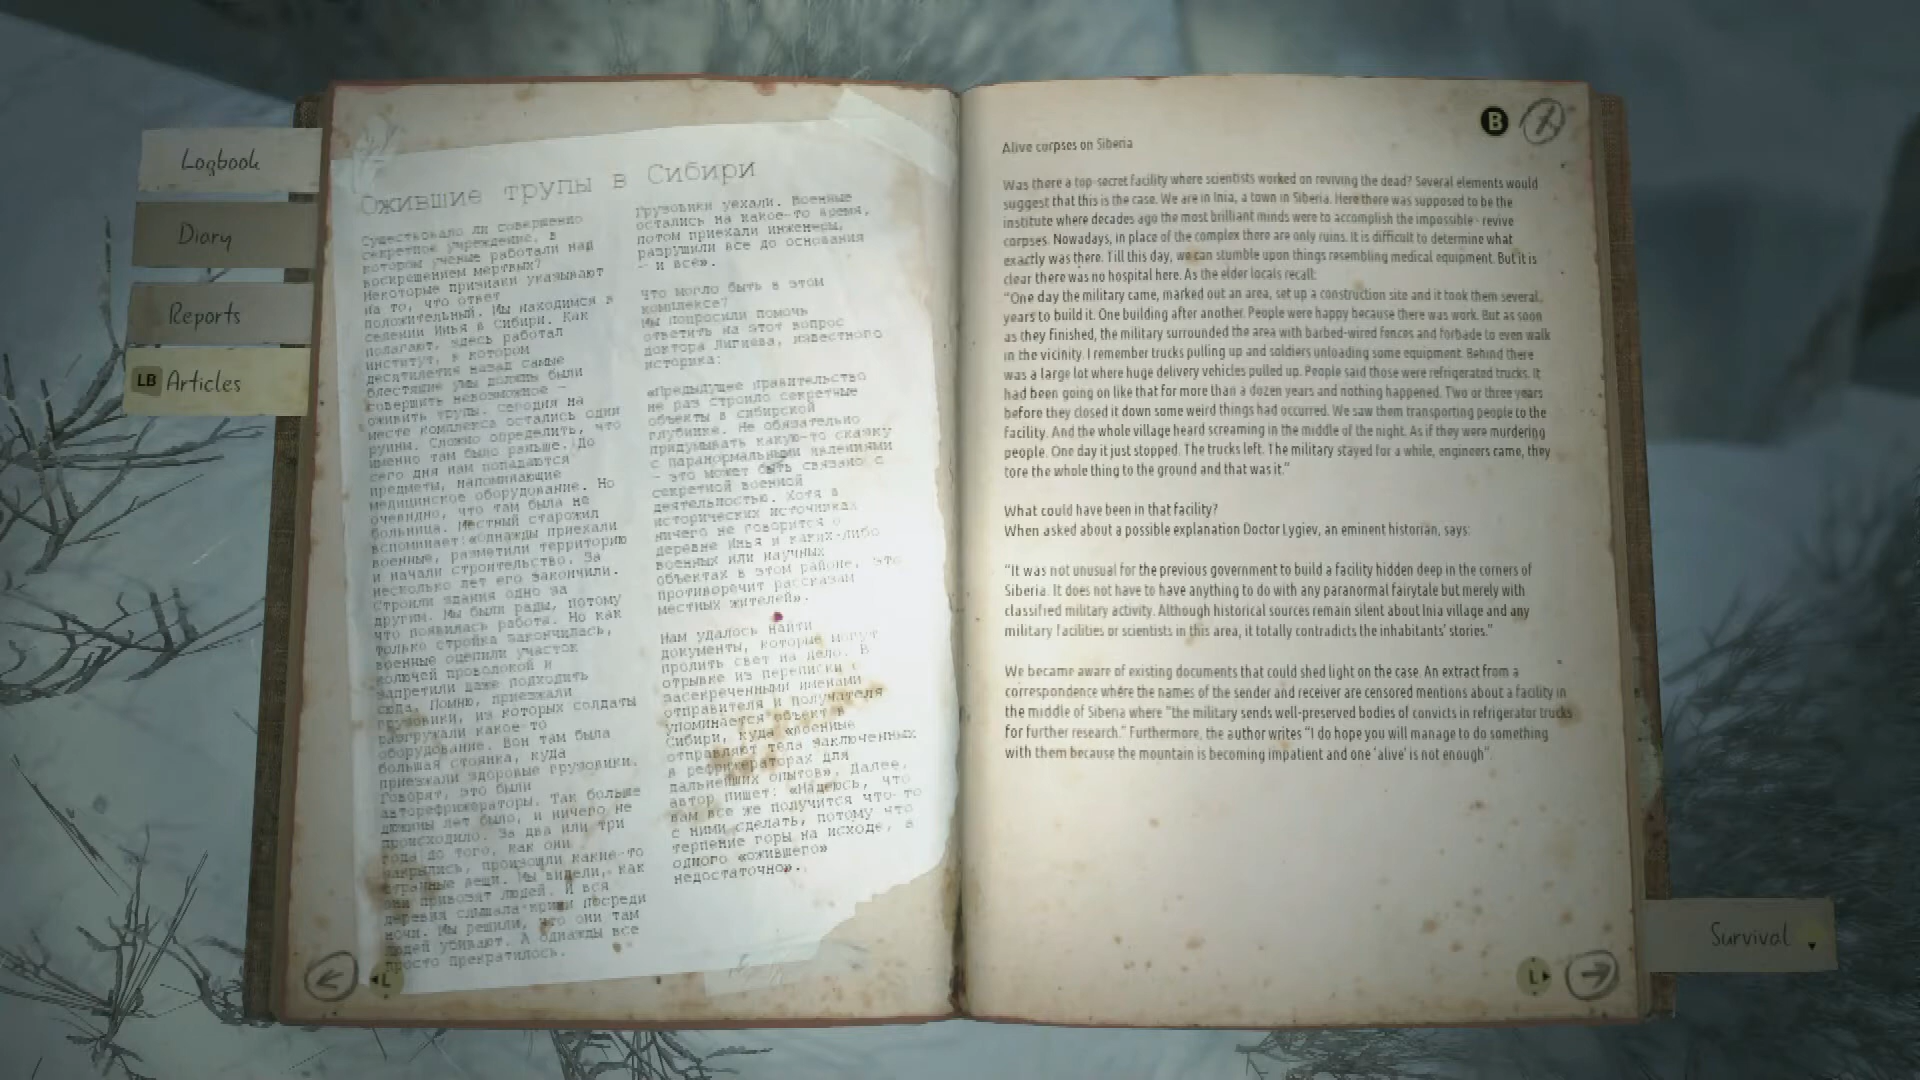 Logbook
Diary
Reports
LB Articles
Ожившие трупы в Сибири
Существовало ли совершенно
секретное учреждение, в
котором ученые работали над
воскрешением мертвых?
Некоторые признаки указывают
на то, что ответ
положительный. Мы находимся в
селении Инья в Сибири. Как
полагают, здесь работал
институт, в котором
десятилетия назад самые
блестящие умы должны были
совершить невозможное –
оживить трупы. Сегодня на
месте комплекса остались одни
руины. Сложно определить, что
именно там было раньше. До
сего дня нам попадаются
предметы, напоминающие
медицинское оборудование. Но
очевидно, что там была не
больница. Местный старожил
вспоминает:«Однажды приехали
военные, разметили территорию
и начали строительство. За
несколько лет его закончили.
Строили здания одно за
другим. Мы были рады, потому
что появилась работа. Но как
только стройка закончилась,
военные оцепили участок
колючей проволокой и
запретили даже подходить
сюда. Помню, приезжали
грузовики, из которых солдаты
разгружали какое-то
оборудование. Вон там была
большая стоянка, куда
приезжали здоровые грузовики.
Говорят, это были
авторефрижераторы. Так больше
дюжины лет было, и ничего не
происходило. За два или три
года до того, как они
закрылись, произошли какие-то
странные вещи. Мы видели, как
они привозят людей. И вся
деревня слышала крики посреди
ночи. Мы решили, что они там
людей убивают. А однажды все
просто прекратилось.
Грузовики уехали. Военные
остались на какое-то время,
потом приехали инженеры,
разрушили все до основания
– и все».
Что могло быть в этом
комплексе?
Мы попросили помочь
ответить на этот вопрос
доктора Лигиева, известного
историка:
«Предыдущее правительство
не раз строило секретные
объекты в сибирской
глубинке. Не обязательно
придумывать какую-то сказку
с паранормальными явлениями
– это может быть связано с
секретной военной
деятельностью. Хотя в
исторических источниках
ничего не говорится о
деревне Инья и каких-либо
военных или научных
объектах в этом районе, это
противоречит рассказам
местных жителей».
Нам удалось найти
документы, которые могут
пролить свет на дело. В
отрывке из переписки с
засекреченными именами
отправителя и получателя
упоминается объект в
Сибири, куда «военные
отправляют тела заключенных
в рефрижераторах для
дальнейших опытов». Далее,
автор пишет: «Надеюсь, что
вам все же получится что-то
с ними сделать, потому что
терпение горы на исходе, а
одного «ожившего»
недостаточно».
L
B
Alive corpses on Siberia
Was there a top-secret facility where scientists worked on reviving the dead? Several elements would
suggest that this is the case. We are in Inia, a town in Siberia. Here there was supposed to be the
institute where decades ago the most brilliant minds were to accomplish the impossible - revive
corpses. Nowadays, in place of the complex there are only ruins. It is difficult to determine what
exactly was there. Till this day, we can stumble upon things resembling medical equipment. But it is
clear there was no hospital here. As the elder locals recall:
"One day the military came, marked out an area, set up a construction site and it took them several
years to build it. One building after another. People were happy because there was work. But as soon
as they finished, the military surrounded the area with barbed-wired fences and forbade to even walk
in the vicinity. I remember trucks pulling up and soldiers unloading some equipment. Behind there
was a large lot where huge delivery vehicles pulled up. People said those were refrigerated trucks. It
had been going on like that for more than a dozen years and nothing happened. Two or three years
before they closed it down some weird things had occurred. We saw them transporting people to the
facility. And the whole village heard screaming in the middle of the night. As if they were murdering
people. One day it just stopped. The trucks left. The military stayed for a while, engineers came, they
tore the whole thing to the ground and that was it."
What could have been in that facility?
When asked about a possible explanation Doctor Lygiev, an eminent historian, says:
"It was not unusual for the previous government to build a facility hidden deep in the corners of
Siberia. It does not have to have anything to do with any paranormal fairytale but merely with
classified military activity. Although historical sources remain silent about Inia village and any
military facilities or scientists in this area, it totally contradicts the inhabitants' stories."
We became aware of existing documents that could shed light on the case. An extract from a
correspondence where the names of the sender and receiver are censored mentions about a facility in
the middle of Siberia where "the military sends well-preserved bodies of convicts in refrigerator trucks
for further research." Furthermore, the author writes "I do hope you will manage to do something
with them because the mountain is becoming impatient and one 'alive' is not enough".
L
Survival